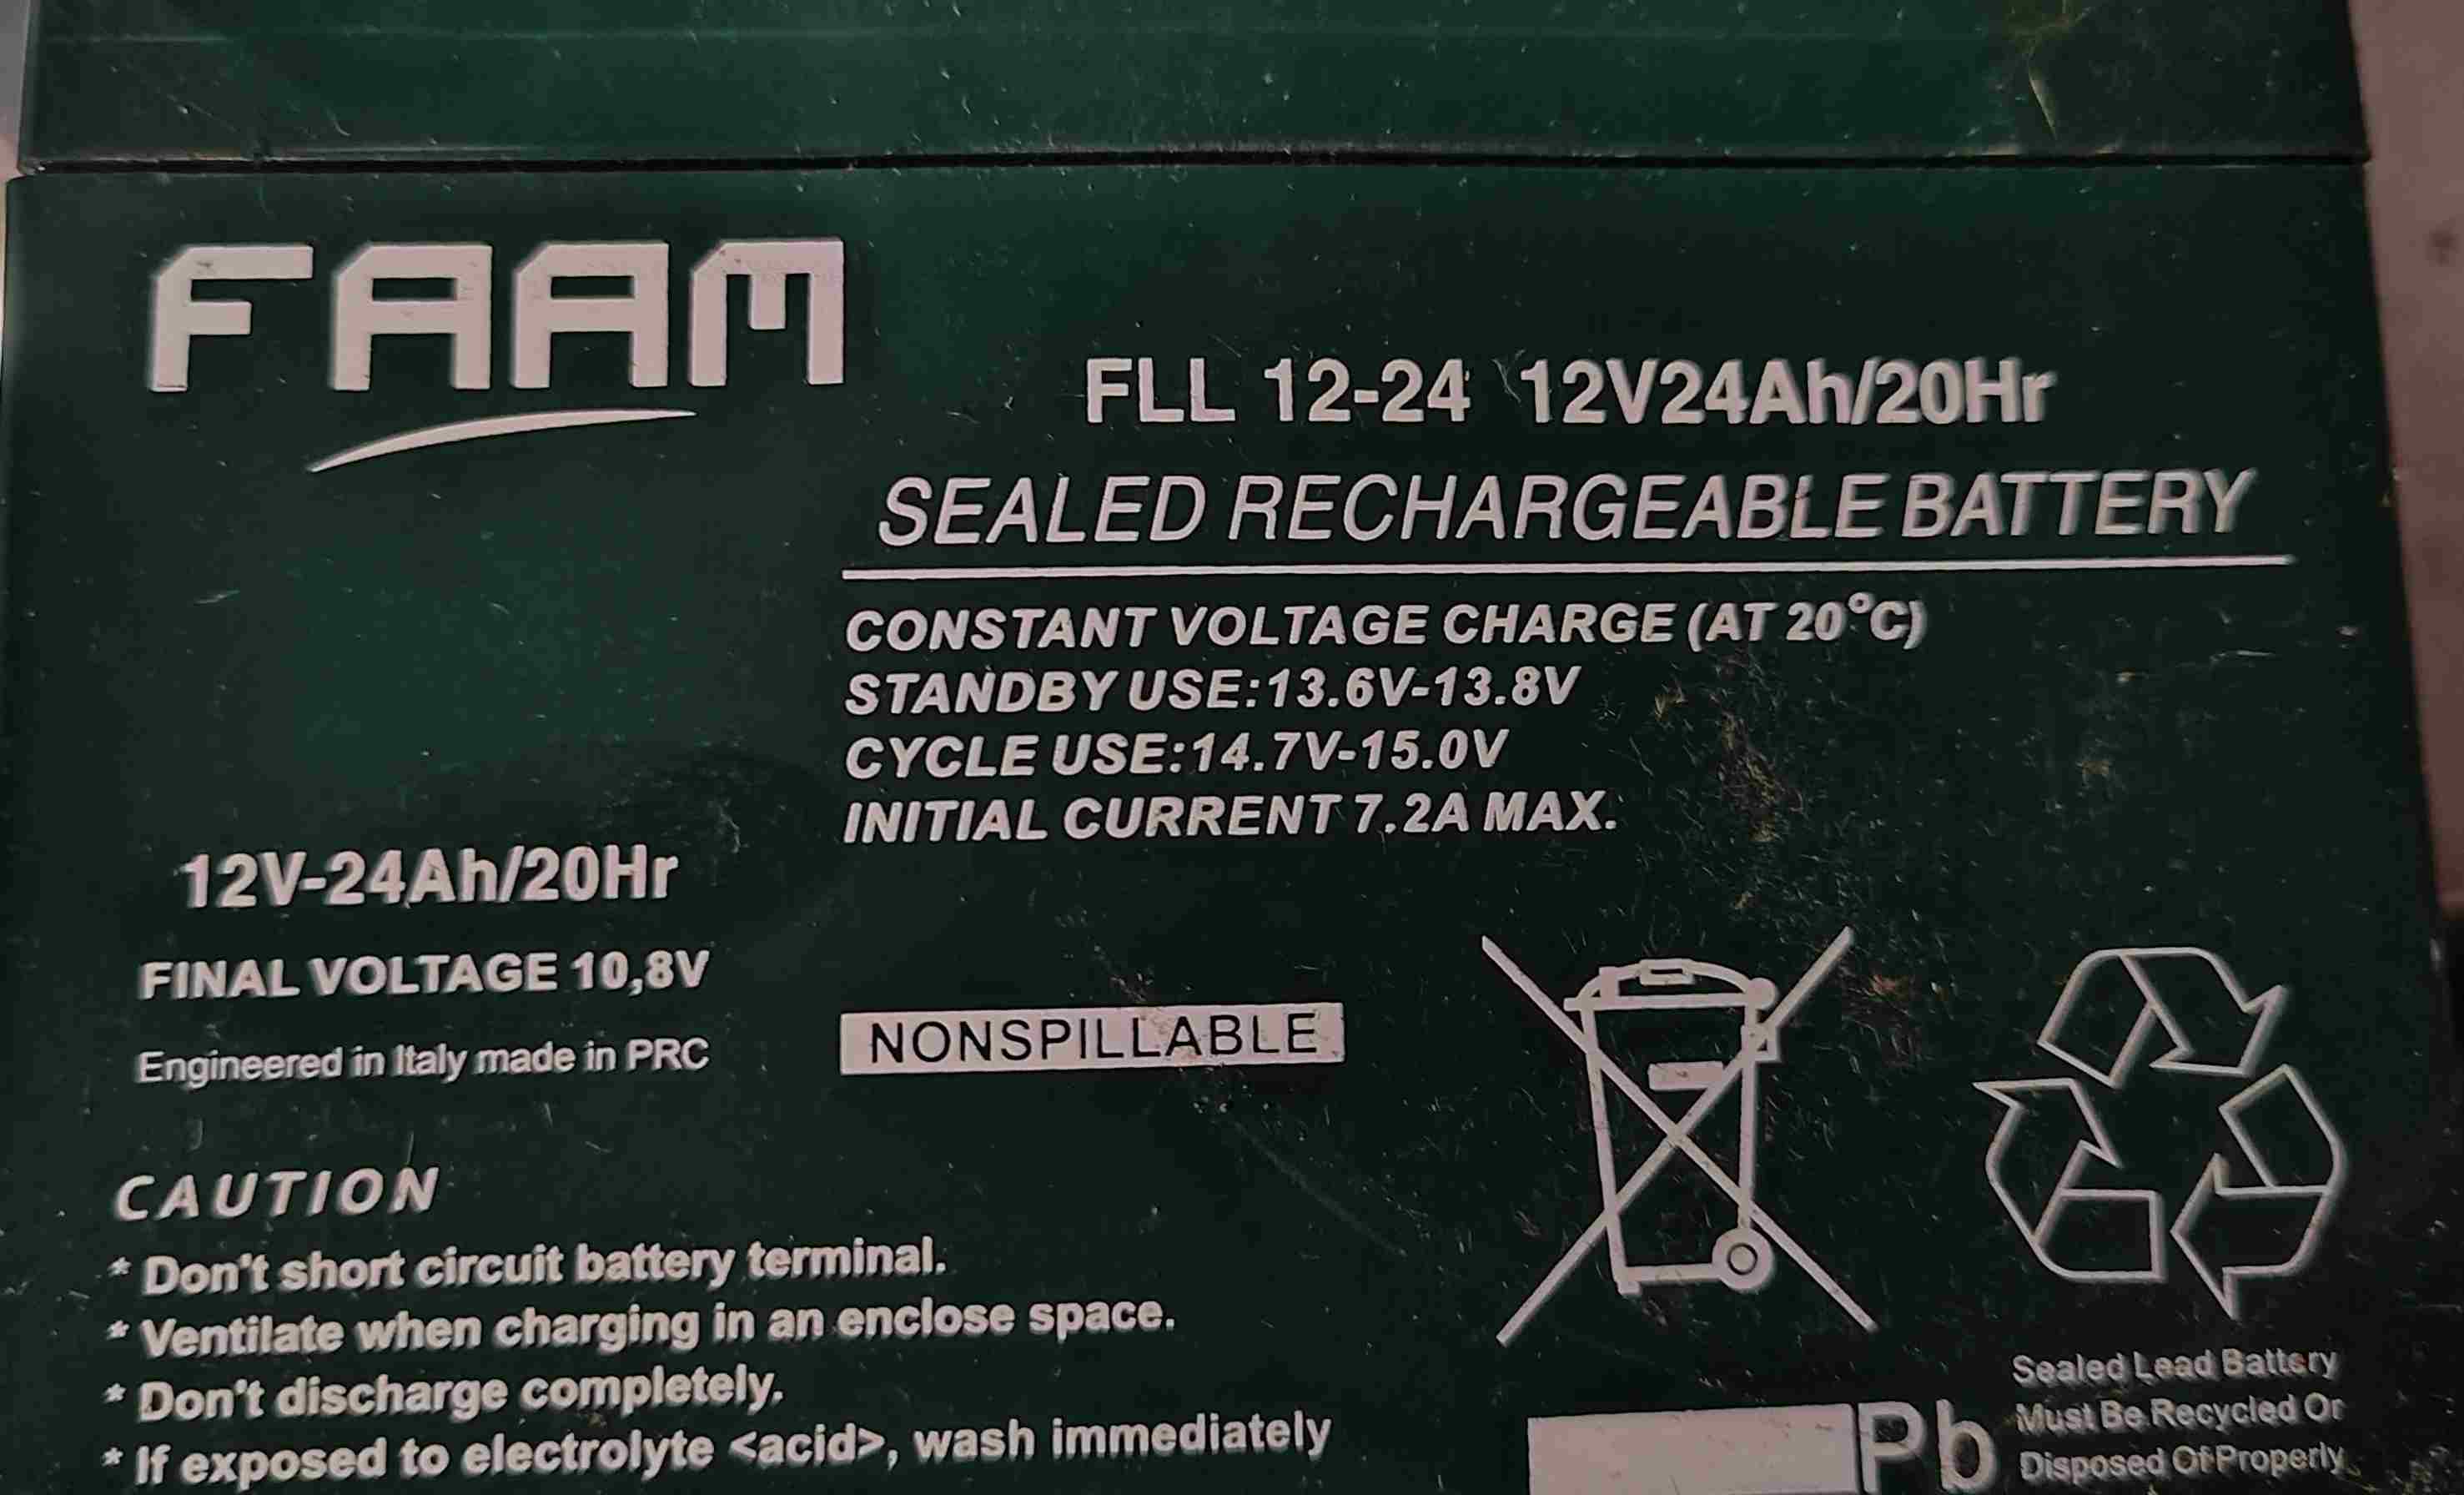 FAAM
FLL 12-24 12V24Ah/20Hr
SEALED RECHARGEABLE BATTERY
CONSTANT VOLTAGE CHARGE (AT 20°C)
STANDBY USE:13.6V-13.8V
CYCLE USE:14.7V-15.0V
INITIAL CURRENT 7.2A MAX.
12V-24Ah/20Hr
FINAL VOLTAGE 10,8V
Engineered in Italy made in PRC
NONSPILLABLE
CAUTION
* Don't short circuit battery terminal.
* Ventilate when charging in an enclose space.
* Don't discharge completely.
* If exposed to electrolyte <acid>, wash immediately
Pb
Sealed Lead Battery
Must Be Recycled Or
Disposed Of Properly